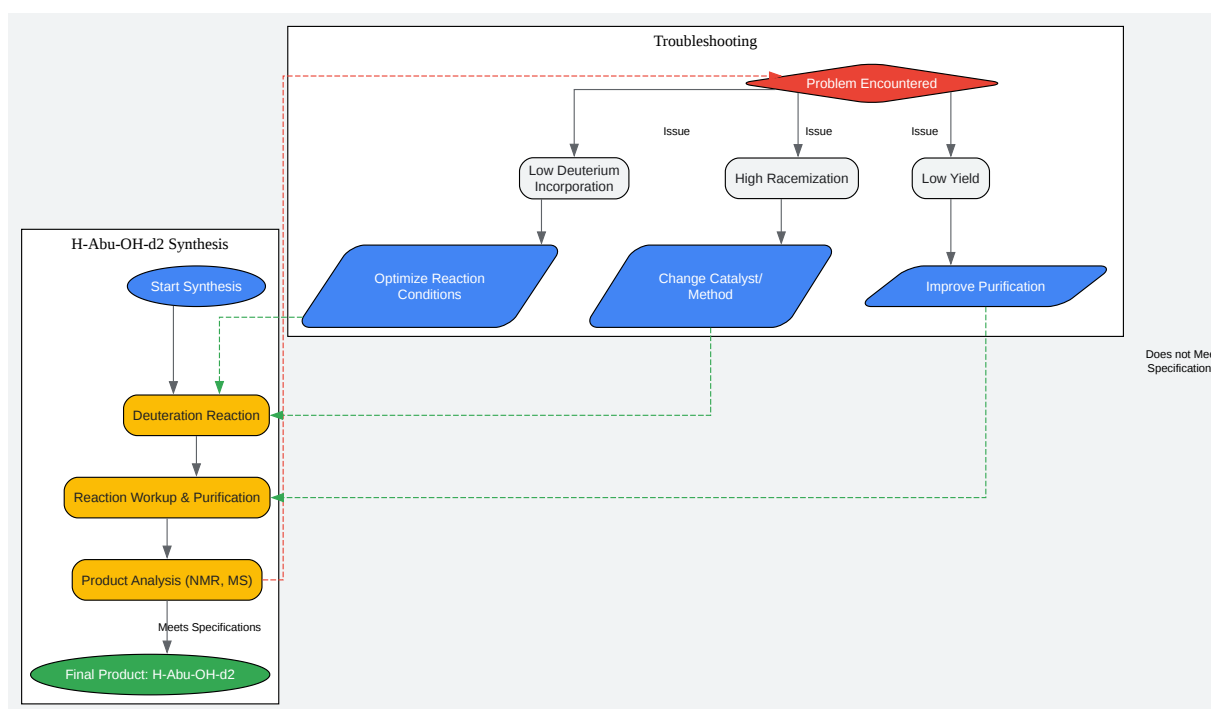 Troubleshooting
Problem Encountered
Issue
Issue
Issue
Low Deuterium
Incorporation
High Racemization
Low Yield
Optimize Reaction
Conditions
Change Catalyst/
Method
Improve Purification
H-Abu-OH-d2 Synthesis
Start Synthesis
Deuteration Reaction
Reaction Workup & Purification
Product Analysis (NMR, MS)
Meets Specifications
Final Product: H-Abu-OH-d2
Does not